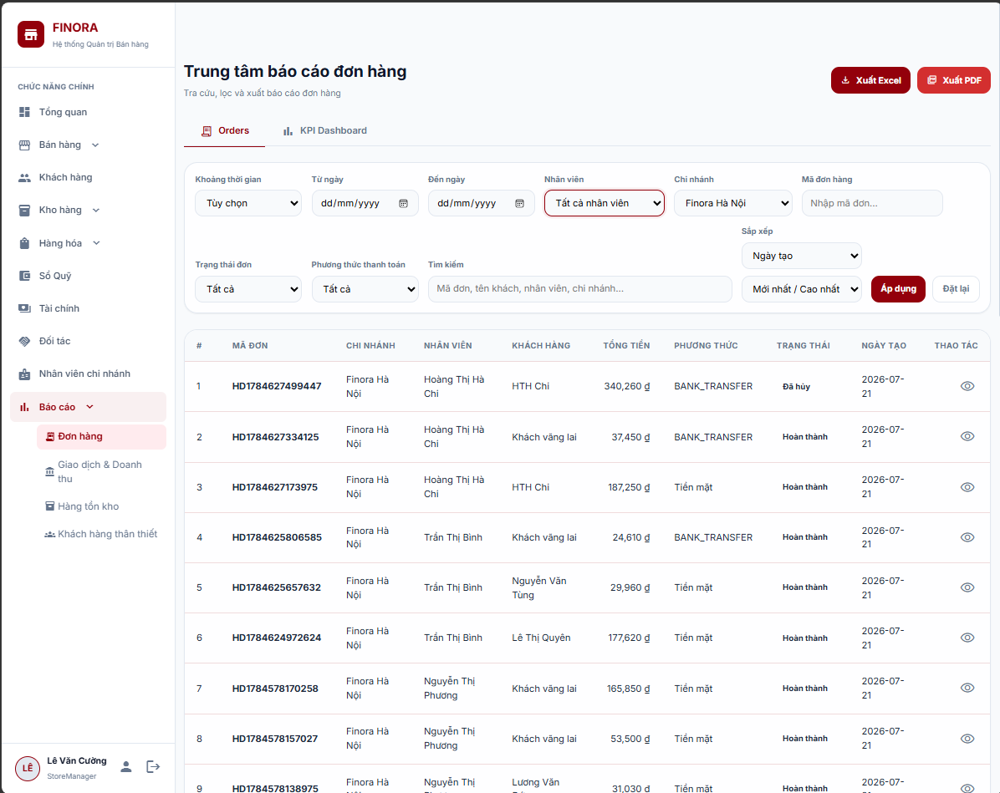 FINORA
Hệ thống Quản trị Bán hàng
CHỨC NĂNG CHÍNH
Tổng quan
Bán hàng
Khách hàng
Kho hàng
Hàng hóa
Sổ Quỹ
Tài chính
Đối tác
Nhân viên chi nhánh
Báo cáo
Đơn hàng
Giao dịch & Doanh
thu
Hàng tồn kho
Khách hàng thân thiết
LÊ
Lê Văn Cường
StoreManager
Trung tâm báo cáo đơn hàng
Tra cứu, lọc và xuất báo cáo đơn hàng
Xuất Excel
Xuất PDF
Orders
KPI Dashboard
Khoảng thời gian
Từ ngày
Đến ngày
Nhân viên
Chi nhánh
Mã đơn hàng
Tùy chọn
dd/mm/yyyy
dd/mm/yyyy
Tất cả nhân viên
Finora Hà Nội
Nhập mã đơn...
Sắp xếp
Ngày tạo
Trạng thái đơn
Phương thức thanh toán
Tìm kiếm
Tất cả
Tất cả
Mã đơn, tên khách, nhân viên, chi nhánh...
Mới nhất / Cao nhất
Áp dụng
Đặt lại
# MÃ ĐƠN CHI NHÁNH NHÂN VIÊN KHÁCH HÀNG TỔNG TIỀN PHƯƠNG THỨC TRẠNG THÁI NGÀY TẠO THAO TÁC
1 HD1784627499447 Finora Hà Nội Hoàng Thị Hà Chi HTH Chi 340,260 ₫ BANK_TRANSFER Đã hủy 2026-07-21
2 HD1784627334125 Finora Hà Nội Hoàng Thị Hà Chi Khách vãng lai 37,450 ₫ BANK_TRANSFER Hoàn thành 2026-07-21
3 HD1784627173975 Finora Hà Nội Hoàng Thị Hà Chi HTH Chi 187,250 ₫ Tiền mặt Hoàn thành 2026-07-21
4 HD1784625806585 Finora Hà Nội Trần Thị Bình Khách vãng lai 24,610 ₫ BANK_TRANSFER Hoàn thành 2026-07-21
5 HD1784625657632 Finora Hà Nội Trần Thị Bình Nguyễn Văn Tùng 29,960 ₫ Tiền mặt Hoàn thành 2026-07-21
6 HD1784624972624 Finora Hà Nội Trần Thị Bình Lê Thị Quyên 177,620 ₫ Tiền mặt Hoàn thành 2026-07-21
7 HD1784578170258 Finora Hà Nội Nguyễn Thị Phương Khách vãng lai 165,850 ₫ Tiền mặt Hoàn thành 2026-07-21
8 HD1784578157027 Finora Hà Nội Nguyễn Thị Phương Khách vãng lai 53,500 ₫ Tiền mặt Hoàn thành 2026-07-21
9 HD1784578138975 Finora Hà Nguyễn Thị Lương Văn 31,030 ₫ Tiền mặt Hoàn thành 2026-07-